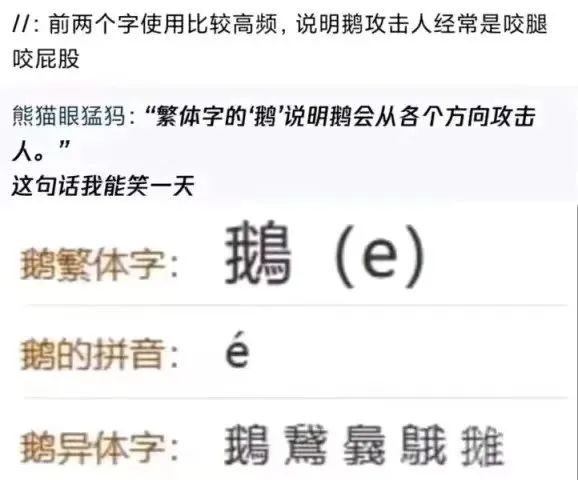 //: 前两个字使用比较高频, 说明鹅攻击人经常是咬腿
咬屁股
熊猫眼猛犸: “繁体字的‘鹅’说明鹅会从各个方向攻击
人。”
这句话我能笑一天
鹅繁体字: 鵝 (e)
鹅的拼音: é
鹅异体字: 鵝 鵞 䳘 䳗